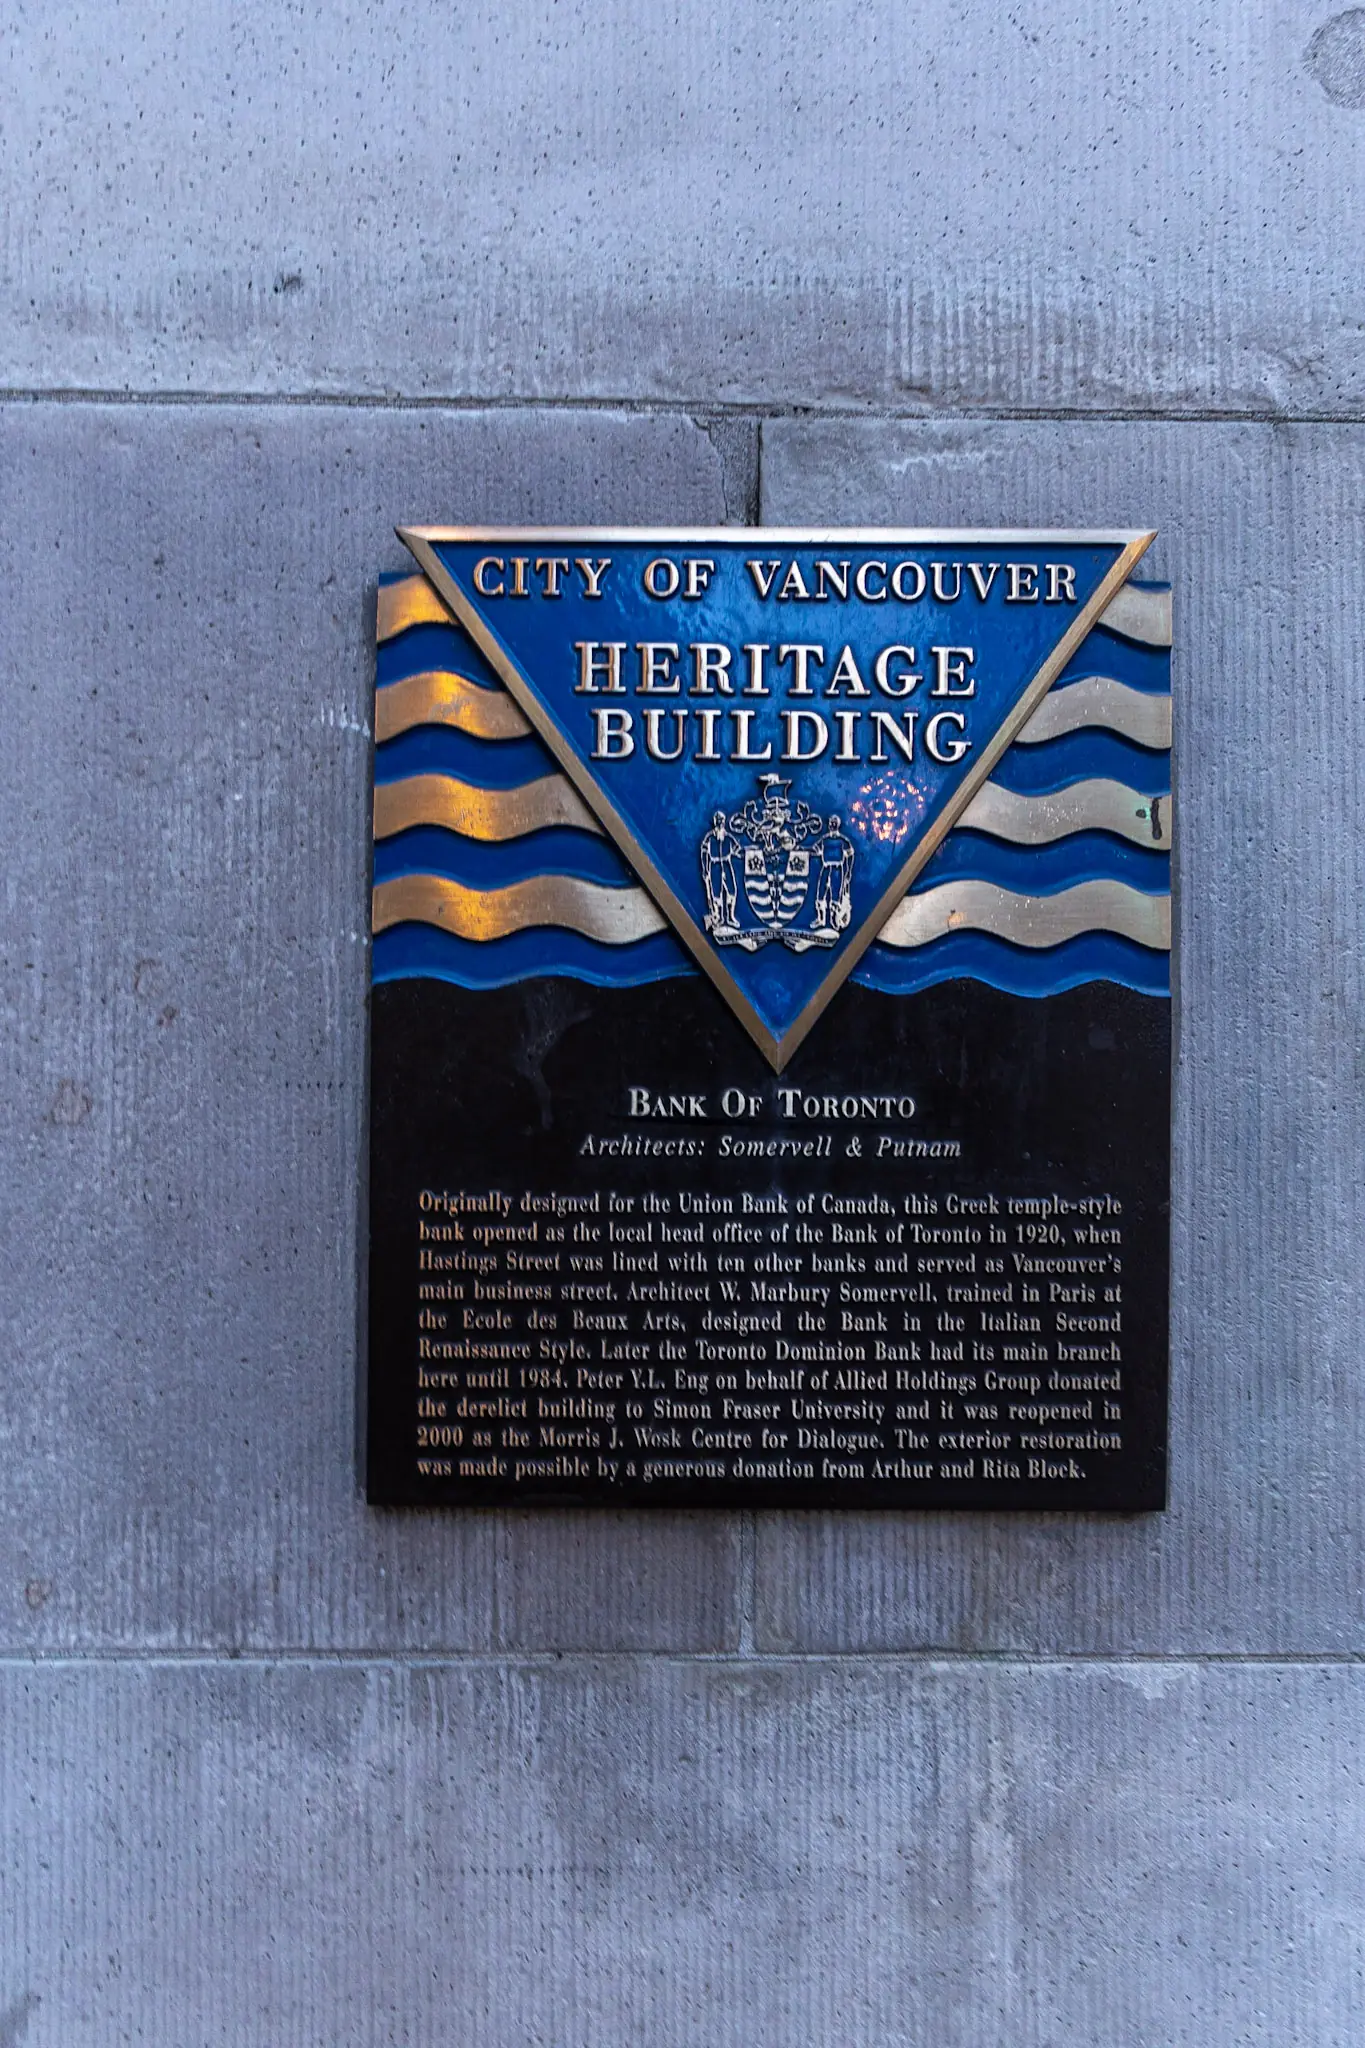 CITY OF VANCOUVER
HERITAGE
BUILDING
BANK OF TORONTO
Architects: Somervell & Putnam
Originally designed for the Union Bank of Canada, this Greek temple-style
bank opened as the local head office of the Bank of Toronto in 1920, when
Hastings Street was lined with ten other banks and served as Vancouver's
main business street. Architect W. Marbury Somervell, trained in Paris at
the Ecole des Beaux Arts, designed the Bank in the Italian Second
Renaissance Style. Later the Toronto Dominion Bank had its main branch
here until 1984. Peter Y.L. Eng on behalf of Allied Holdings Group donated
the derelict building to Simon Fraser University and it was reopened in
2000 as the Morris J. Wosk Centre for Dialogue. The exterior restoration
was made possible by a generous donation from Arthur and Rita Block.